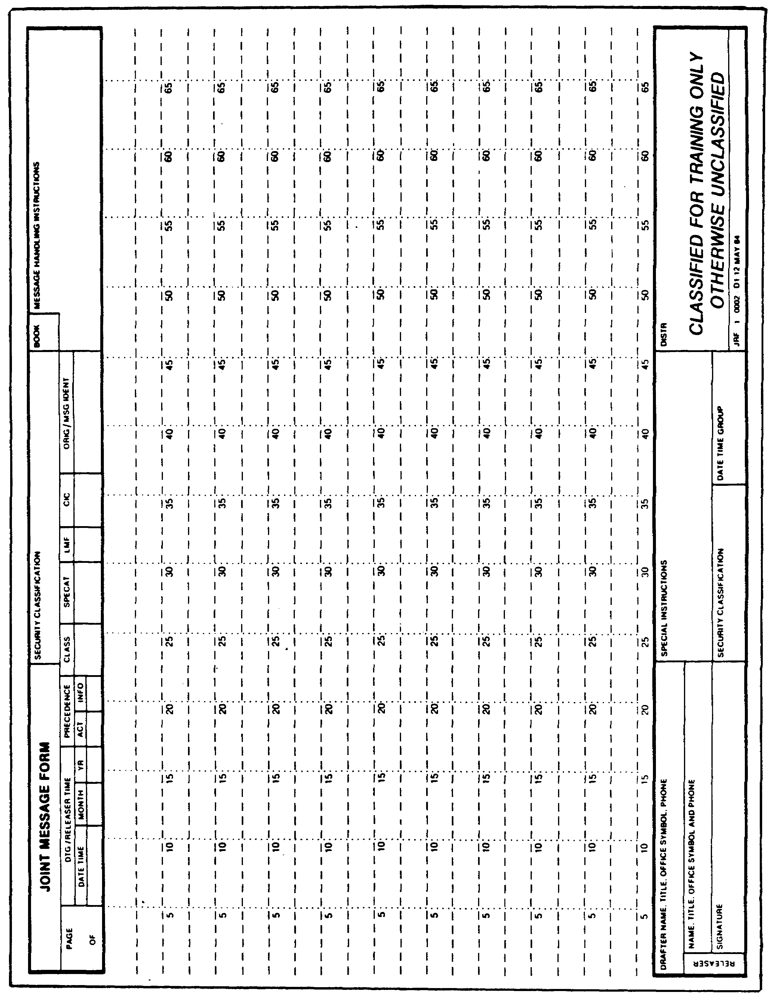 JOINT MESSAGE FORM
SECURITY CLASSIFICATION
BOOK
MESSAGE HANDLING INSTRUCTIONS
PAGE
DTG / RELEASER TIME
PRECEDENCE
CLASS
SPECAT
LMF
CIC
ORIG / MSG IDENT
DATE TIME
MONTH
YR
ACT
INFO
OF
5 10 15 20 25 30 35 40 45 50 55 60 65
5 10 15 20 25 30 35 40 45 50 55 60 65
5 10 15 20 25 30 35 40 45 50 55 60 65
5 10 15 20 25 30 35 40 45 50 55 60 65
5 10 15 20 25 30 35 40 45 50 55 60 65
5 10 15 20 25 30 35 40 45 50 55 60 65
5 10 15 20 25 30 35 40 45 50 55 60 65
5 10 15 20 25 30 35 40 45 50 55 60 65
5 10 15 20 25 30 35 40 45 50 55 60 65
5 10 15 20 25 30 35 40 45 50 55 60 65
DRAFTER NAME, TITLE, OFFICE SYMBOL, PHONE
SPECIAL INSTRUCTIONS
DISTR
RELEASER
NAME, TITLE, OFFICE SYMBOL AND PHONE
CLASSIFIED FOR TRAINING ONLY
OTHERWISE UNCLASSIFIED
SIGNATURE
SECURITY CLASSIFICATION
DATE TIME GROUP
JRF 1 0002 D1 12 MAY 84